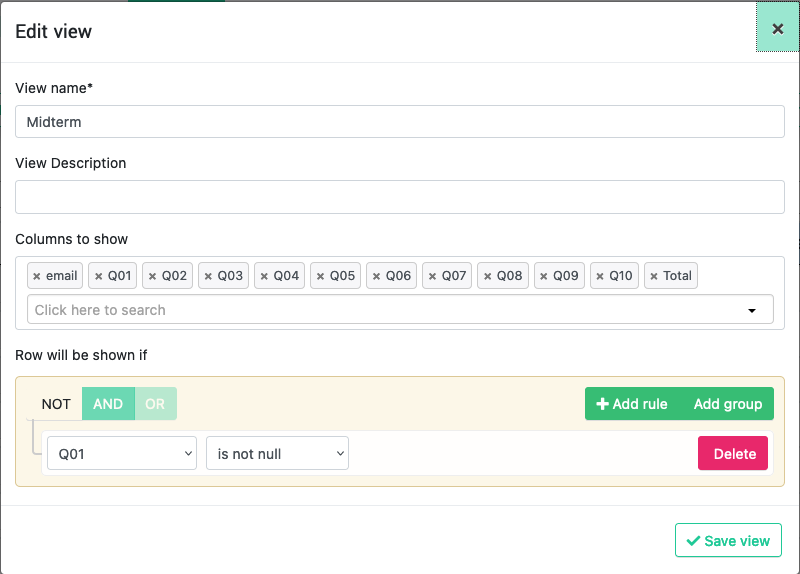 Edit view
×
View name*
Midterm
View Description
Columns to show
× email × Q01 × Q02 × Q03 × Q04 × Q05 × Q06 × Q07 × Q08 × Q09 × Q10 × Total
Click here to search
Row will be shown if
NOT AND OR Add rule Add group
Q01 is not null Delete
Save view